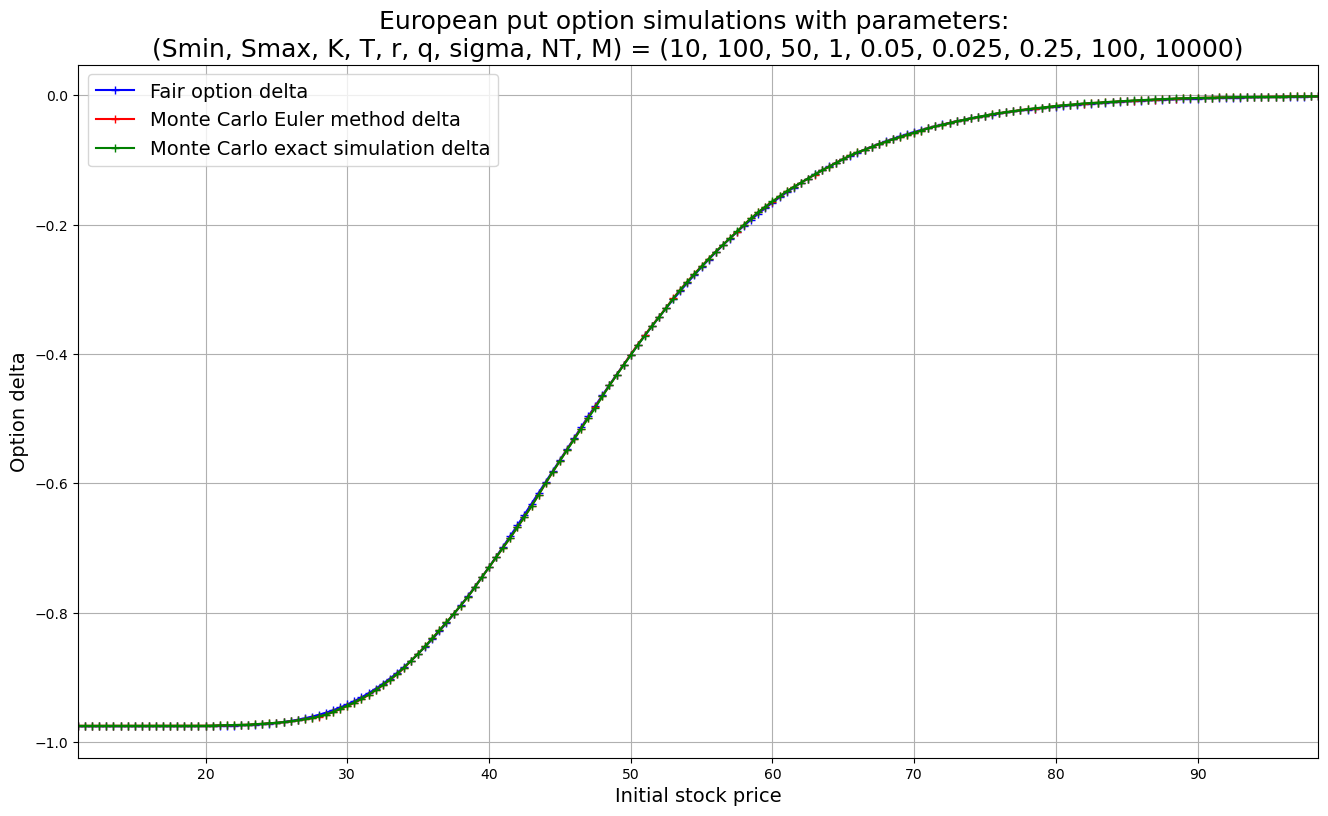 European put option simulations with parameters:
(Smin, Smax, K, T, r, q, sigma, NT, M) = (10, 100, 50, 1, 0.05, 0.025, 0.25, 100, 10000)
Fair option delta
Monte Carlo Euler method delta
Monte Carlo exact simulation delta
Option delta
0.0
−0.2
−0.4
−0.6
−0.8
−1.0
20 30 40 50 60 70 80 90
Initial stock price